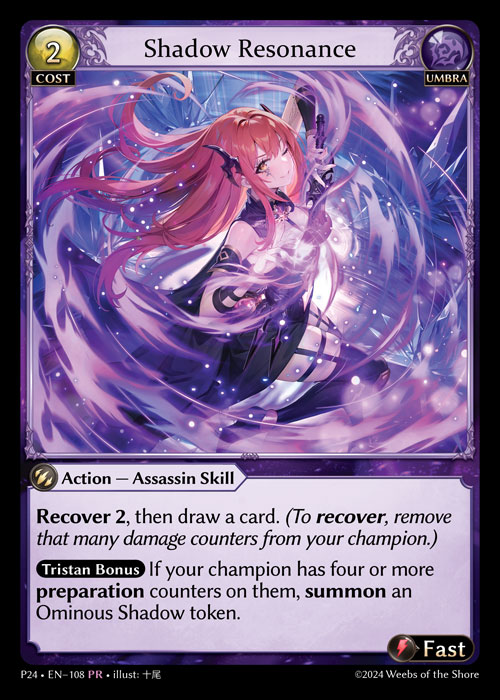 2
Shadow Resonance
COST
UMBRA
Action — Assassin Skill
Recover 2, then draw a card. (To recover, remove
that many damage counters from your champion.)
Tristan Bonus If your champion has four or more
preparation counters on them, summon an
Ominous Shadow token.
Fast
P24 • EN–108 PR • illust: 十尾
©2024 Weebs of the Shore